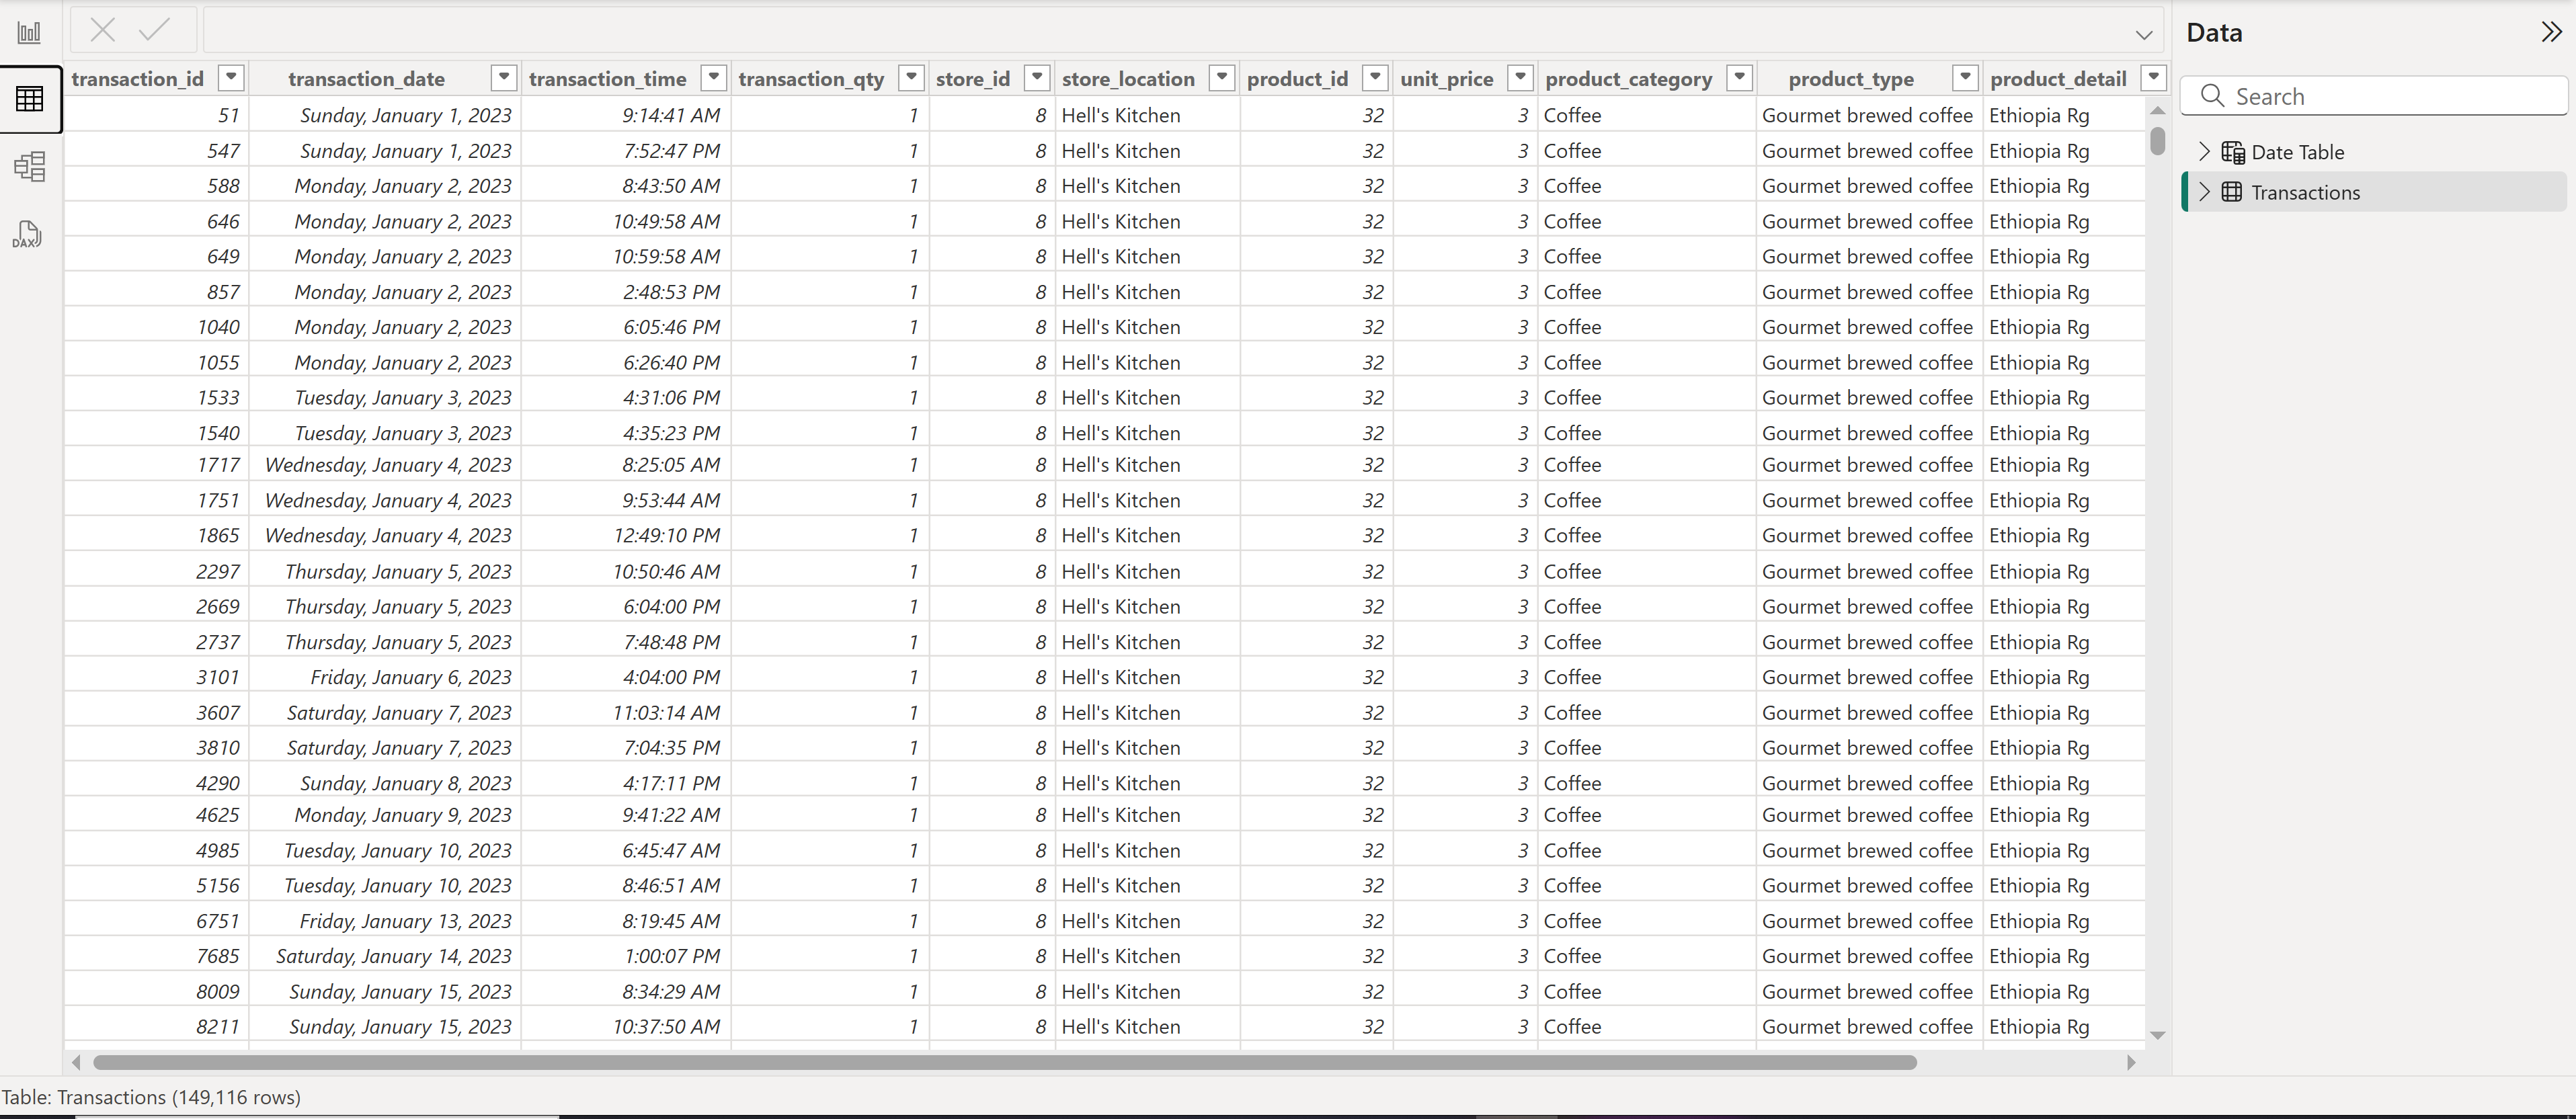 Data
transaction_id transaction_date transaction_time transaction_qty store_id store_location product_id unit_price product_category product_type product_detail
Search
51 Sunday, January 1, 2023 9:14:41 AM 1 8 Hell's Kitchen 32 3 Coffee Gourmet brewed coffee Ethiopia Rg
547 Sunday, January 1, 2023 7:52:47 PM 1 8 Hell's Kitchen 32 3 Coffee Gourmet brewed coffee Ethiopia Rg
Date Table
588 Monday, January 2, 2023 8:43:50 AM 1 8 Hell's Kitchen 32 3 Coffee Gourmet brewed coffee Ethiopia Rg
Transactions
646 Monday, January 2, 2023 10:49:58 AM 1 8 Hell's Kitchen 32 3 Coffee Gourmet brewed coffee Ethiopia Rg
DAX
649 Monday, January 2, 2023 10:59:58 AM 1 8 Hell's Kitchen 32 3 Coffee Gourmet brewed coffee Ethiopia Rg
857 Monday, January 2, 2023 2:48:53 PM 1 8 Hell's Kitchen 32 3 Coffee Gourmet brewed coffee Ethiopia Rg
1040 Monday, January 2, 2023 6:05:46 PM 1 8 Hell's Kitchen 32 3 Coffee Gourmet brewed coffee Ethiopia Rg
1055 Monday, January 2, 2023 6:26:40 PM 1 8 Hell's Kitchen 32 3 Coffee Gourmet brewed coffee Ethiopia Rg
1533 Tuesday, January 3, 2023 4:31:06 PM 1 8 Hell's Kitchen 32 3 Coffee Gourmet brewed coffee Ethiopia Rg
1540 Tuesday, January 3, 2023 4:35:23 PM 1 8 Hell's Kitchen 32 3 Coffee Gourmet brewed coffee Ethiopia Rg
1717 Wednesday, January 4, 2023 8:25:05 AM 1 8 Hell's Kitchen 32 3 Coffee Gourmet brewed coffee Ethiopia Rg
1751 Wednesday, January 4, 2023 9:53:44 AM 1 8 Hell's Kitchen 32 3 Coffee Gourmet brewed coffee Ethiopia Rg
1865 Wednesday, January 4, 2023 12:49:10 PM 1 8 Hell's Kitchen 32 3 Coffee Gourmet brewed coffee Ethiopia Rg
2297 Thursday, January 5, 2023 10:50:46 AM 1 8 Hell's Kitchen 32 3 Coffee Gourmet brewed coffee Ethiopia Rg
2669 Thursday, January 5, 2023 6:04:00 PM 1 8 Hell's Kitchen 32 3 Coffee Gourmet brewed coffee Ethiopia Rg
2737 Thursday, January 5, 2023 7:48:48 PM 1 8 Hell's Kitchen 32 3 Coffee Gourmet brewed coffee Ethiopia Rg
3101 Friday, January 6, 2023 4:04:00 PM 1 8 Hell's Kitchen 32 3 Coffee Gourmet brewed coffee Ethiopia Rg
3607 Saturday, January 7, 2023 11:03:14 AM 1 8 Hell's Kitchen 32 3 Coffee Gourmet brewed coffee Ethiopia Rg
3810 Saturday, January 7, 2023 7:04:35 PM 1 8 Hell's Kitchen 32 3 Coffee Gourmet brewed coffee Ethiopia Rg
4290 Sunday, January 8, 2023 4:17:11 PM 1 8 Hell's Kitchen 32 3 Coffee Gourmet brewed coffee Ethiopia Rg
4625 Monday, January 9, 2023 9:41:22 AM 1 8 Hell's Kitchen 32 3 Coffee Gourmet brewed coffee Ethiopia Rg
4985 Tuesday, January 10, 2023 6:45:47 AM 1 8 Hell's Kitchen 32 3 Coffee Gourmet brewed coffee Ethiopia Rg
5156 Tuesday, January 10, 2023 8:46:51 AM 1 8 Hell's Kitchen 32 3 Coffee Gourmet brewed coffee Ethiopia Rg
6751 Friday, January 13, 2023 8:19:45 AM 1 8 Hell's Kitchen 32 3 Coffee Gourmet brewed coffee Ethiopia Rg
7685 Saturday, January 14, 2023 1:00:07 PM 1 8 Hell's Kitchen 32 3 Coffee Gourmet brewed coffee Ethiopia Rg
8009 Sunday, January 15, 2023 8:34:29 AM 1 8 Hell's Kitchen 32 3 Coffee Gourmet brewed coffee Ethiopia Rg
8211 Sunday, January 15, 2023 10:37:50 AM 1 8 Hell's Kitchen 32 3 Coffee Gourmet brewed coffee Ethiopia Rg
Table: Transactions (149,116 rows)